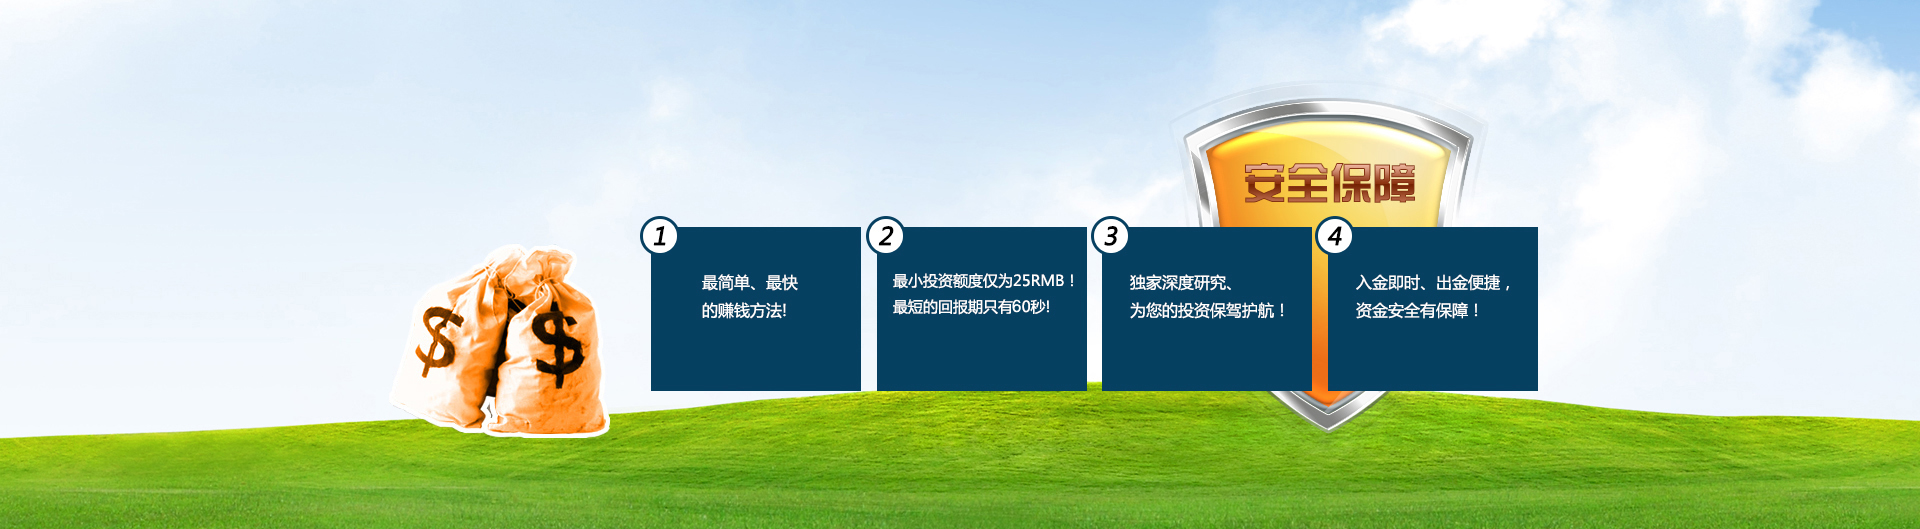 安全保障
1
最简单、最快
的赚钱方法!
2
最小投资额度仅为25RMB！
最短的回报期只有60秒!
3
独家深度研究、
为您的投资保驾护航！
4
入金即时、出金便捷，
资金安全有保障！
$
$